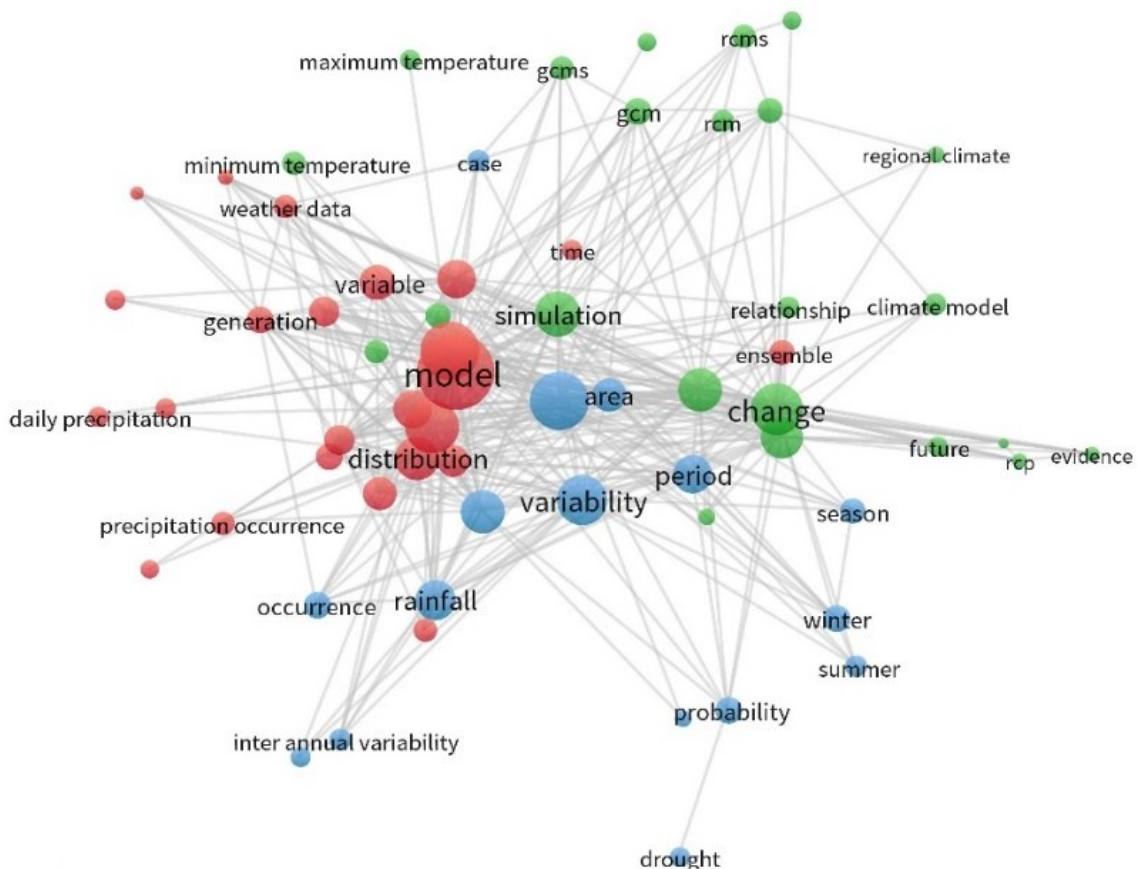 rcms
maximum temperature
gcms
gcm
rcm
case
regional climate
minimum temperature
weather data
time
variable
simulation
relationship
climate model
generation
ensemble
model
area
change
daily precipitation
distribution
future
rcp
evidence
period
variability
season
precipitation occurrence
occurrence
rainfall
winter
summer
probability
inter annual variability
drought